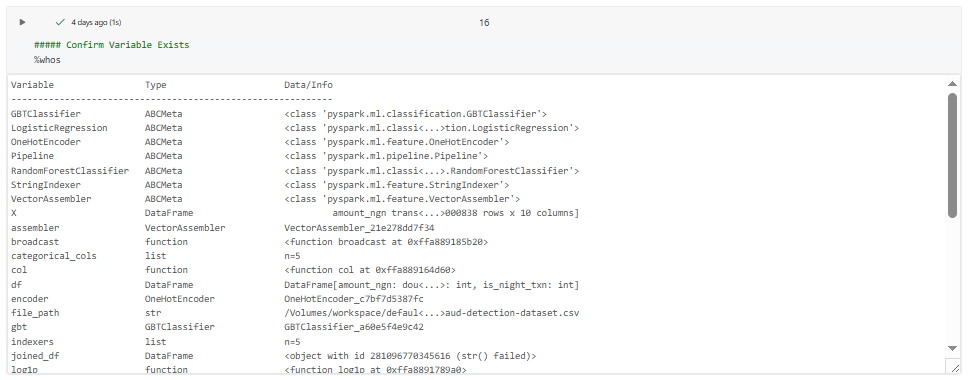 4 days ago (1s)
16
##### Confirm Variable Exists
%whos
Variable Type Data/Info
----------------------------------------------------------
GBTClassifier ABCMeta <class 'pyspark.ml.classification.GBTClassifier'>
LogisticRegression ABCMeta <class 'pyspark.ml.classi<...>tion.LogisticRegression'>
OneHotEncoder ABCMeta <class 'pyspark.ml.feature.OneHotEncoder'>
Pipeline ABCMeta <class 'pyspark.ml.pipeline.Pipeline'>
RandomForestClassifier ABCMeta <class 'pyspark.ml.classi<...>.RandomForestClassifier'>
StringIndexer ABCMeta <class 'pyspark.ml.feature.StringIndexer'>
VectorAssembler ABCMeta <class 'pyspark.ml.feature.VectorAssembler'>
X DataFrame amount_ngn trans<...>000838 rows x 10 columns]
assembler VectorAssembler VectorAssembler_21e278dd7f34
broadcast function <function broadcast at 0xffa889185b20>
categorical_cols list n=5
col function <function col at 0xffa889164d60>
df DataFrame DataFrame[amount_ngn: dou<...>: int, is_night_txn: int]
encoder OneHotEncoder OneHotEncoder_c7bf7d5387fc
file_path str /Volumes/workspace/defaul<...>aud-detection-dataset.csv
gbt GBTClassifier GBTClassifier_a60e5f4e9c42
indexers list n=5
joined_df DataFrame <object with id 281096770345616 (str() failed)>
log1p function <function log1p at 0xffa8891789a0>